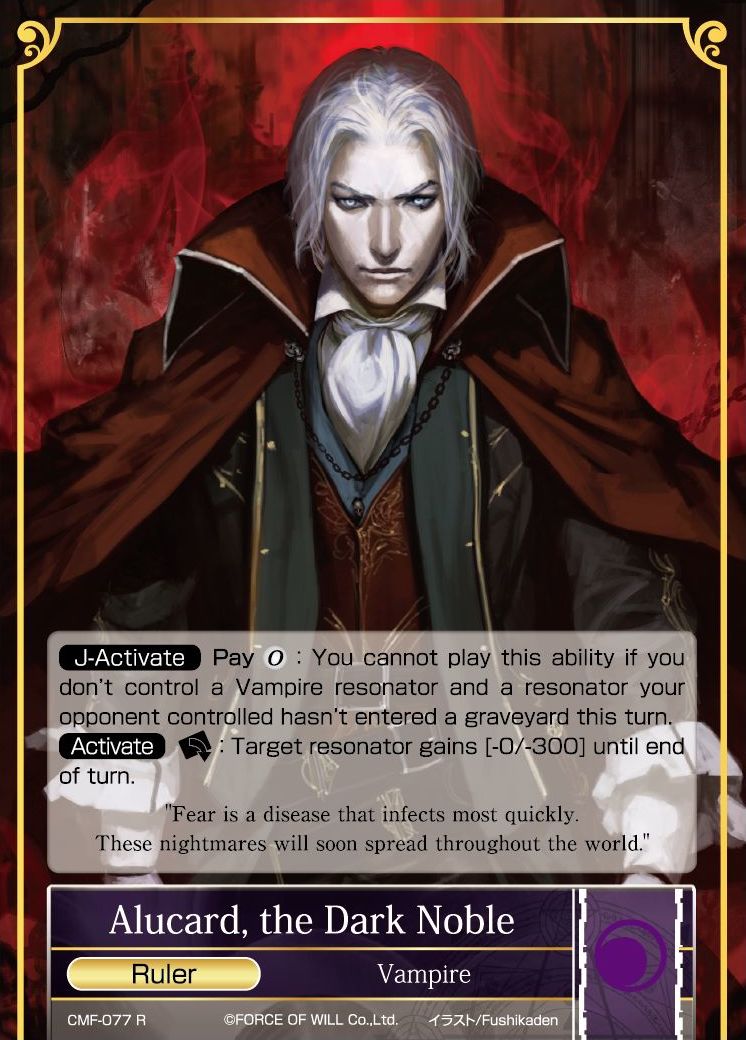 J-Activate Pay 0 : You cannot play this ability if you
don't control a Vampire resonator and a resonator your
opponent controlled hasn't entered a graveyard this turn.
Activate : Target resonator gains [-0/-300] until end
of turn.
"Fear is a disease that infects most quickly.
These nightmares will soon spread throughout the world."
Alucard, the Dark Noble
Ruler Vampire
CMF-077 R ©FORCE OF WILL Co.,Ltd. イラスト/Fushikaden